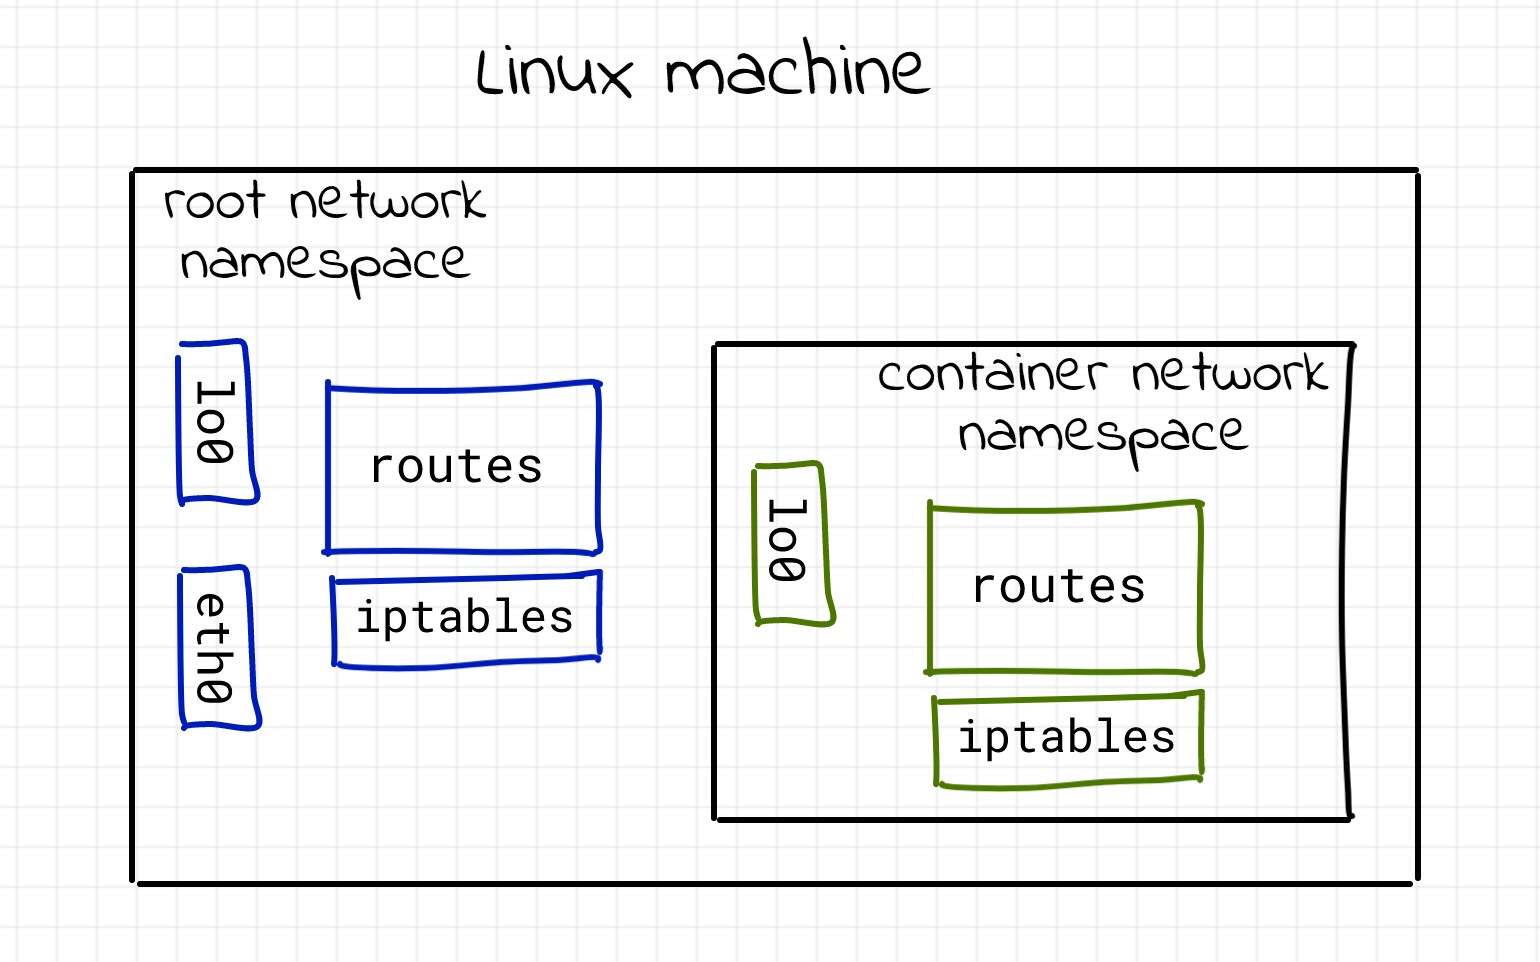 Linux machine
root network
namespace
lo0
routes
eth0
iptables
container network
namespace
lo0
routes
iptables